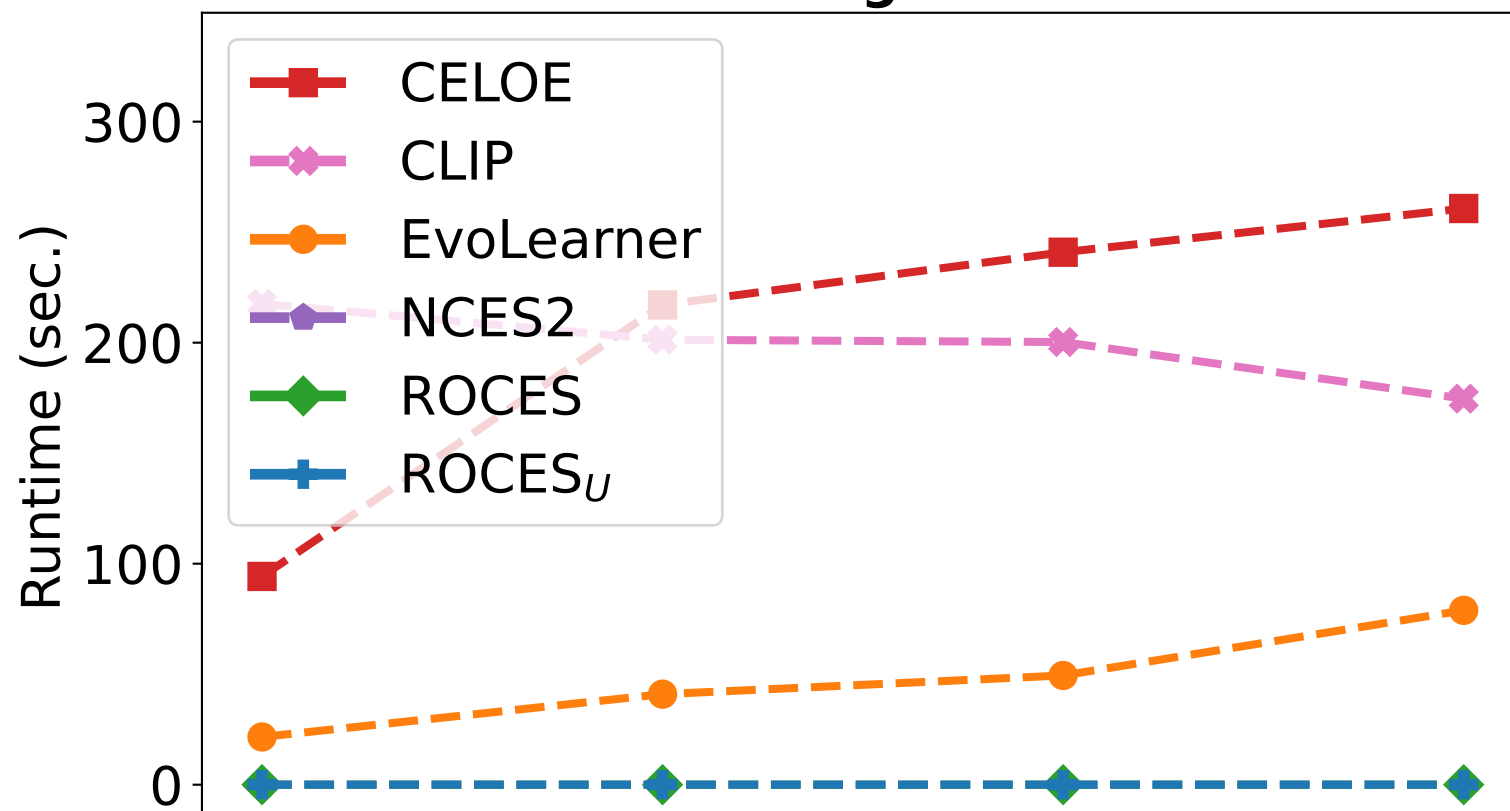 Runtime (sec.)
300
200
100
0
CELOE
CLIP
EvoLearner
NCES2
ROCES
ROCES_U